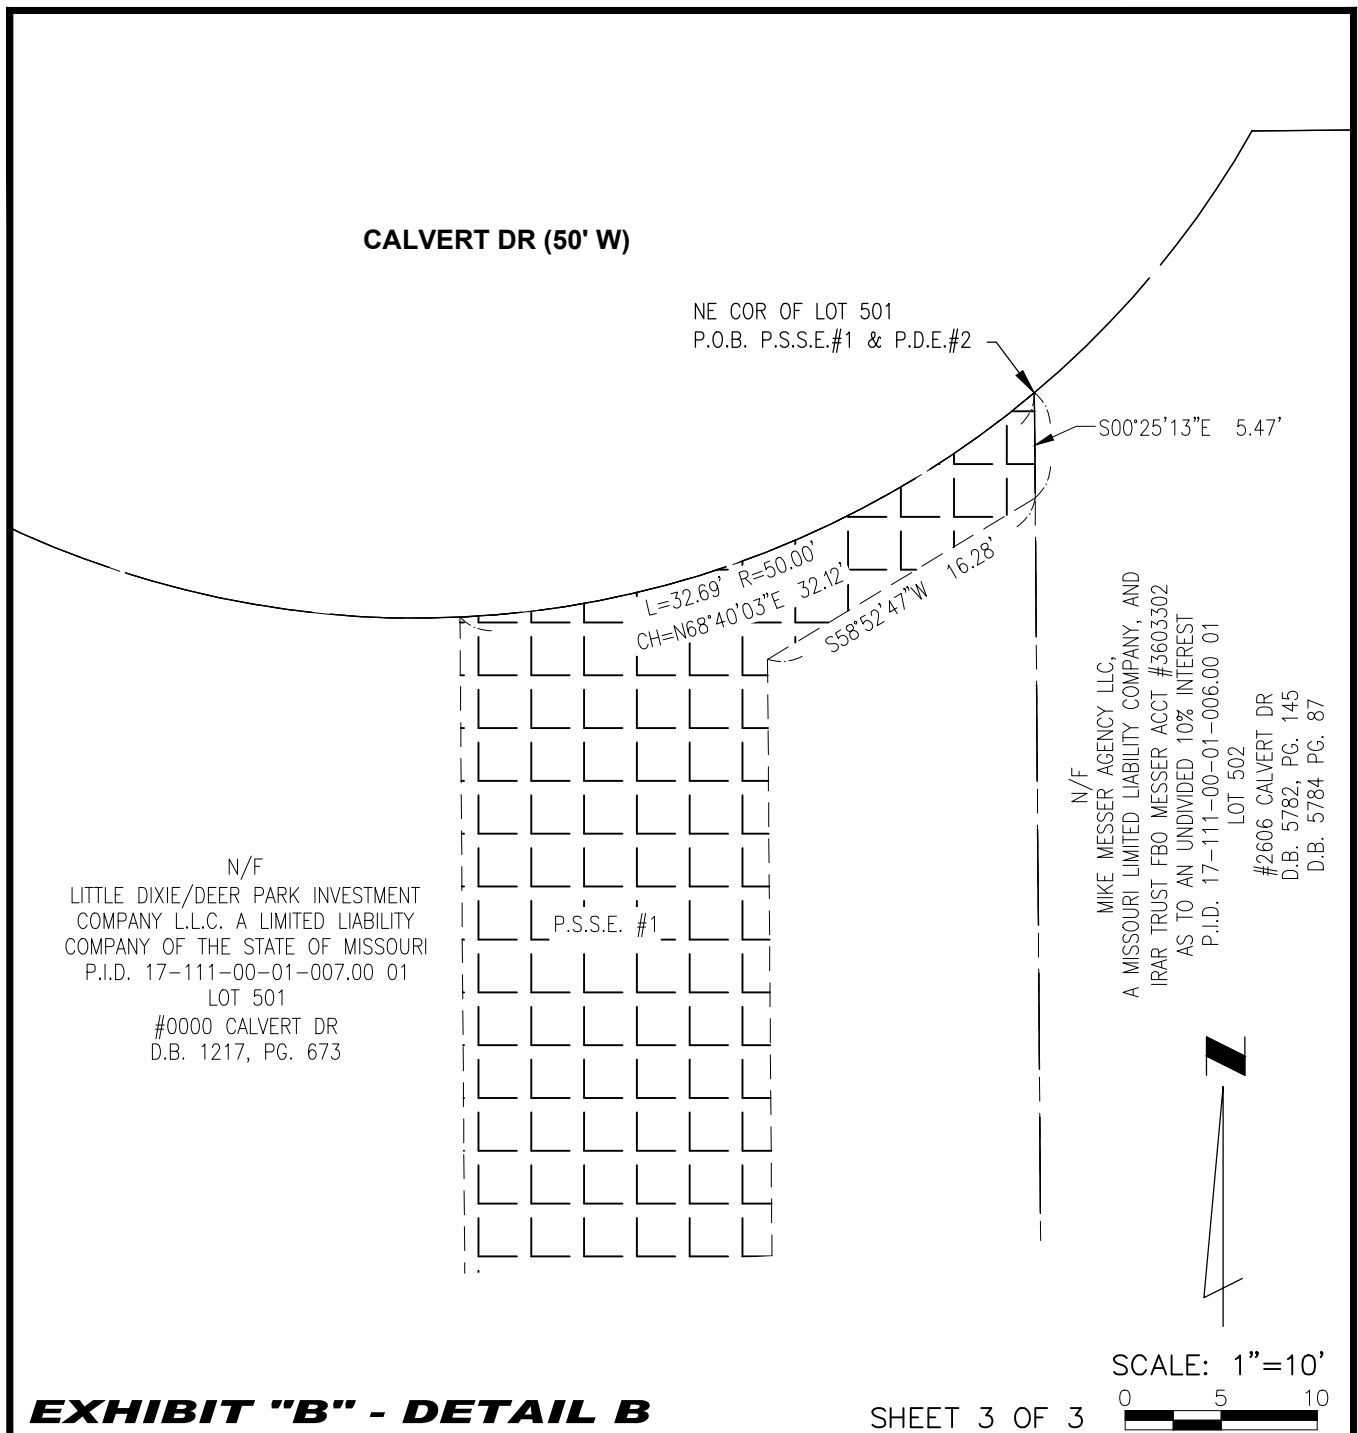 CALVERT DR (50' W)
NE COR OF LOT 501
P.O.B. P.S.S.E.#1 & P.D.E.#2
S00°25'13"E 5.47'
L=32.69' R=50.00'
CH=N68°40'03"E 32.12'
S58°52'47"W 16.28'
N/F
MIKE MESSER AGENCY LLC,
A MISSOURI LIMITED LIABILITY COMPANY, AND
IRAR TRUST FBO MESSER ACCT #3603302
AS TO AN UNDIVIDED 10% INTEREST
P.I.D. 17-111-00-01-006.00 01
LOT 502
#2606 CALVERT DR
D.B. 5782, PG. 145
D.B. 5784 PG. 87
N/F
LITTLE DIXIE/DEER PARK INVESTMENT
COMPANY L.L.C. A LIMITED LIABILITY
COMPANY OF THE STATE OF MISSOURI
P.I.D. 17-111-00-01-007.00 01
LOT 501
#0000 CALVERT DR
D.B. 1217, PG. 673
P.S.S.E. #1
N
SCALE: 1"=10'
0 5 10
EXHIBIT "B" - DETAIL B
SHEET 3 OF 3